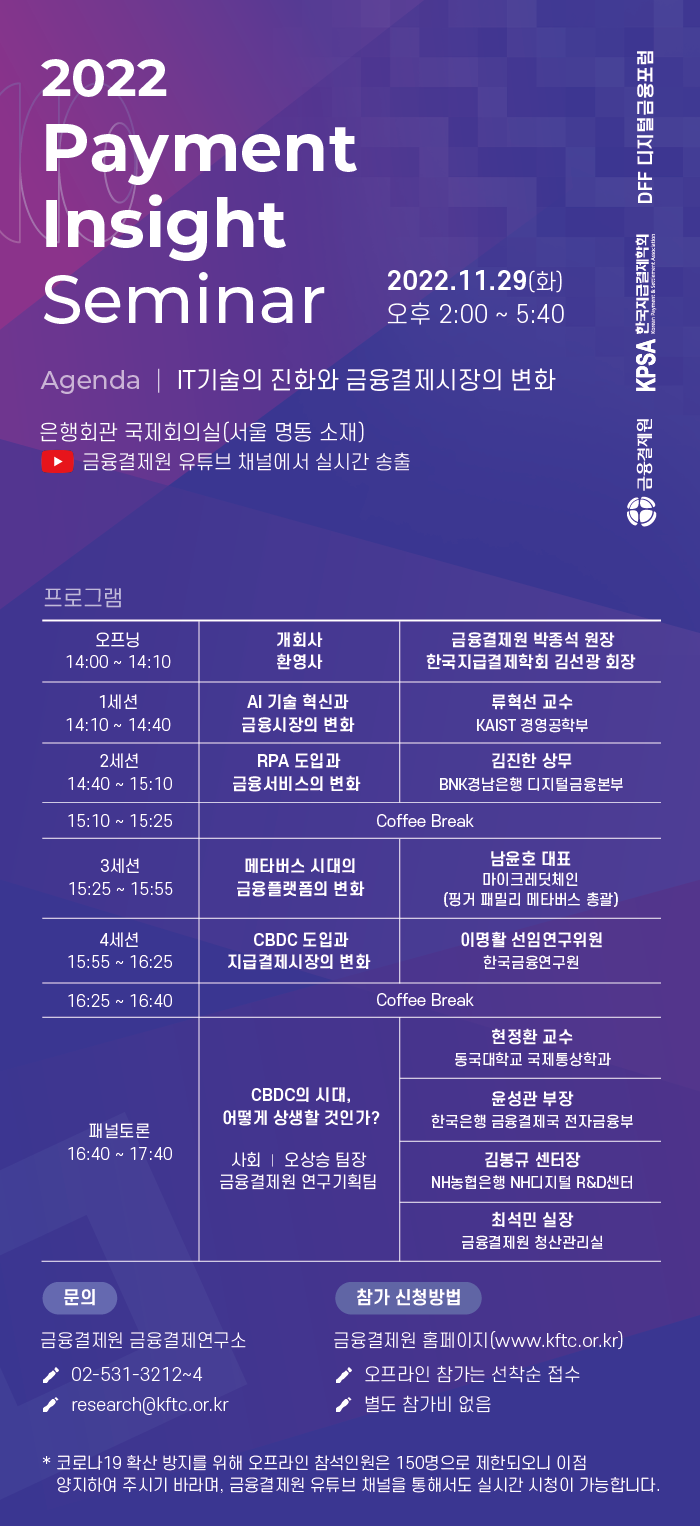 2022
Payment
Insight
Seminar
2022.11.29(화)
오후 2:00 ~ 5:40
DFF 디지털금융포럼
KPSA 한국지급결제학회
Korean Payment & Settlement Association
금융결제원
Agenda | IT기술의 진화와 금융결제시장의 변화
은행회관 국제회의실(서울 명동 소재)
금융결제원 유튜브 채널에서 실시간 송출
프로그램
오프닝
14:00 ~ 14:10
개회사
환영사
금융결제원 박종석 원장
한국지급결제학회 김선광 회장
1세션
14:10 ~ 14:40
AI 기술 혁신과
금융시장의 변화
류혁선 교수
KAIST 경영공학부
2세션
14:40 ~ 15:10
RPA 도입과
금융서비스의 변화
김진한 상무
BNK경남은행 디지털금융본부
15:10 ~ 15:25
Coffee Break
3세션
15:25 ~ 15:55
메타버스 시대의
금융플랫폼의 변화
남윤호 대표
마이크레딧체인
(핑거 패밀리 메타버스 총괄)
4세션
15:55 ~ 16:25
CBDC 도입과
지급결제시장의 변화
이명활 선임연구위원
한국금융연구원
16:25 ~ 16:40
Coffee Break
패널토론
16:40 ~ 17:40
CBDC의 시대,
어떻게 상생할 것인가?
사회 | 오상승 팀장
금융결제원 연구기획팀
현정환 교수
동국대학교 국제통상학과
윤성관 부장
한국은행 금융결제국 전자금융부
김봉규 센터장
NH농협은행 NH디지털 R&D센터
최석민 실장
금융결제원 청산관리실
문의
금융결제원 금융결제연구소
02-531-3212~4
research@kftc.or.kr
참가 신청방법
금융결제원 홈페이지(www.kftc.or.kr)
오프라인 참가는 선착순 접수
별도 참가비 없음
* 코로나19 확산 방지를 위해 오프라인 참석인원은 150명으로 제한되오니 이점
양지하여 주시기 바라며, 금융결제원 유튜브 채널을 통해서도 실시간 시청이 가능합니다.